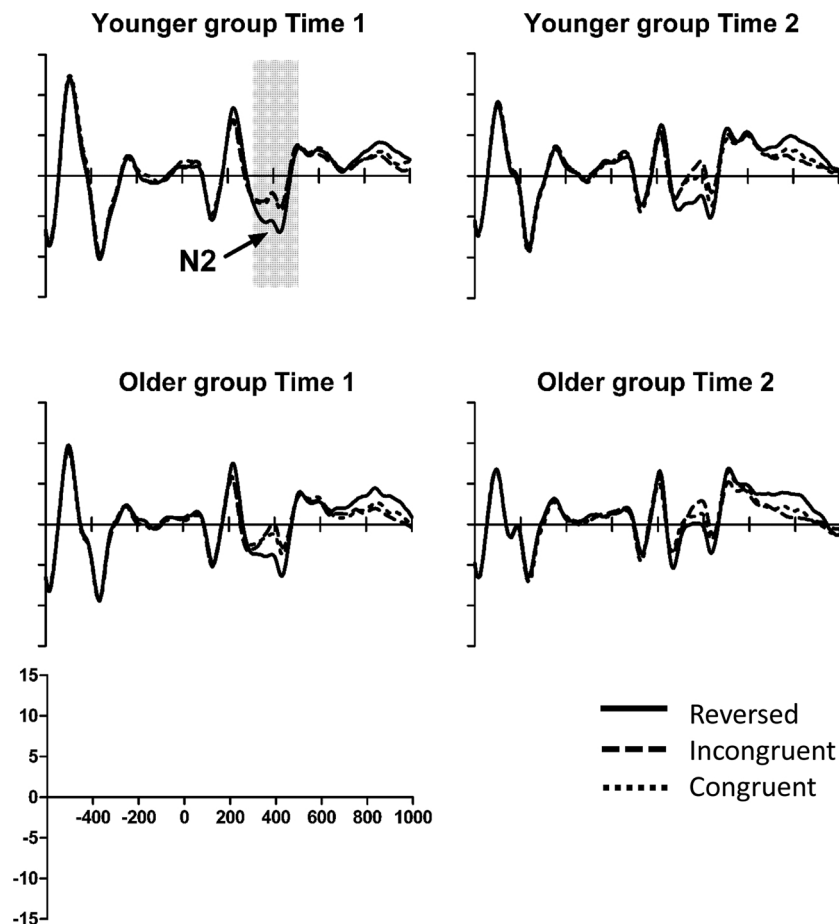 Younger group Time 1
Younger group Time 2
N2
Older group Time 1
Older group Time 2
15
10
5
0
-5
-10
-15
-400 -200 0 200 400 600 800 1000
Reversed
Incongruent
Congruent